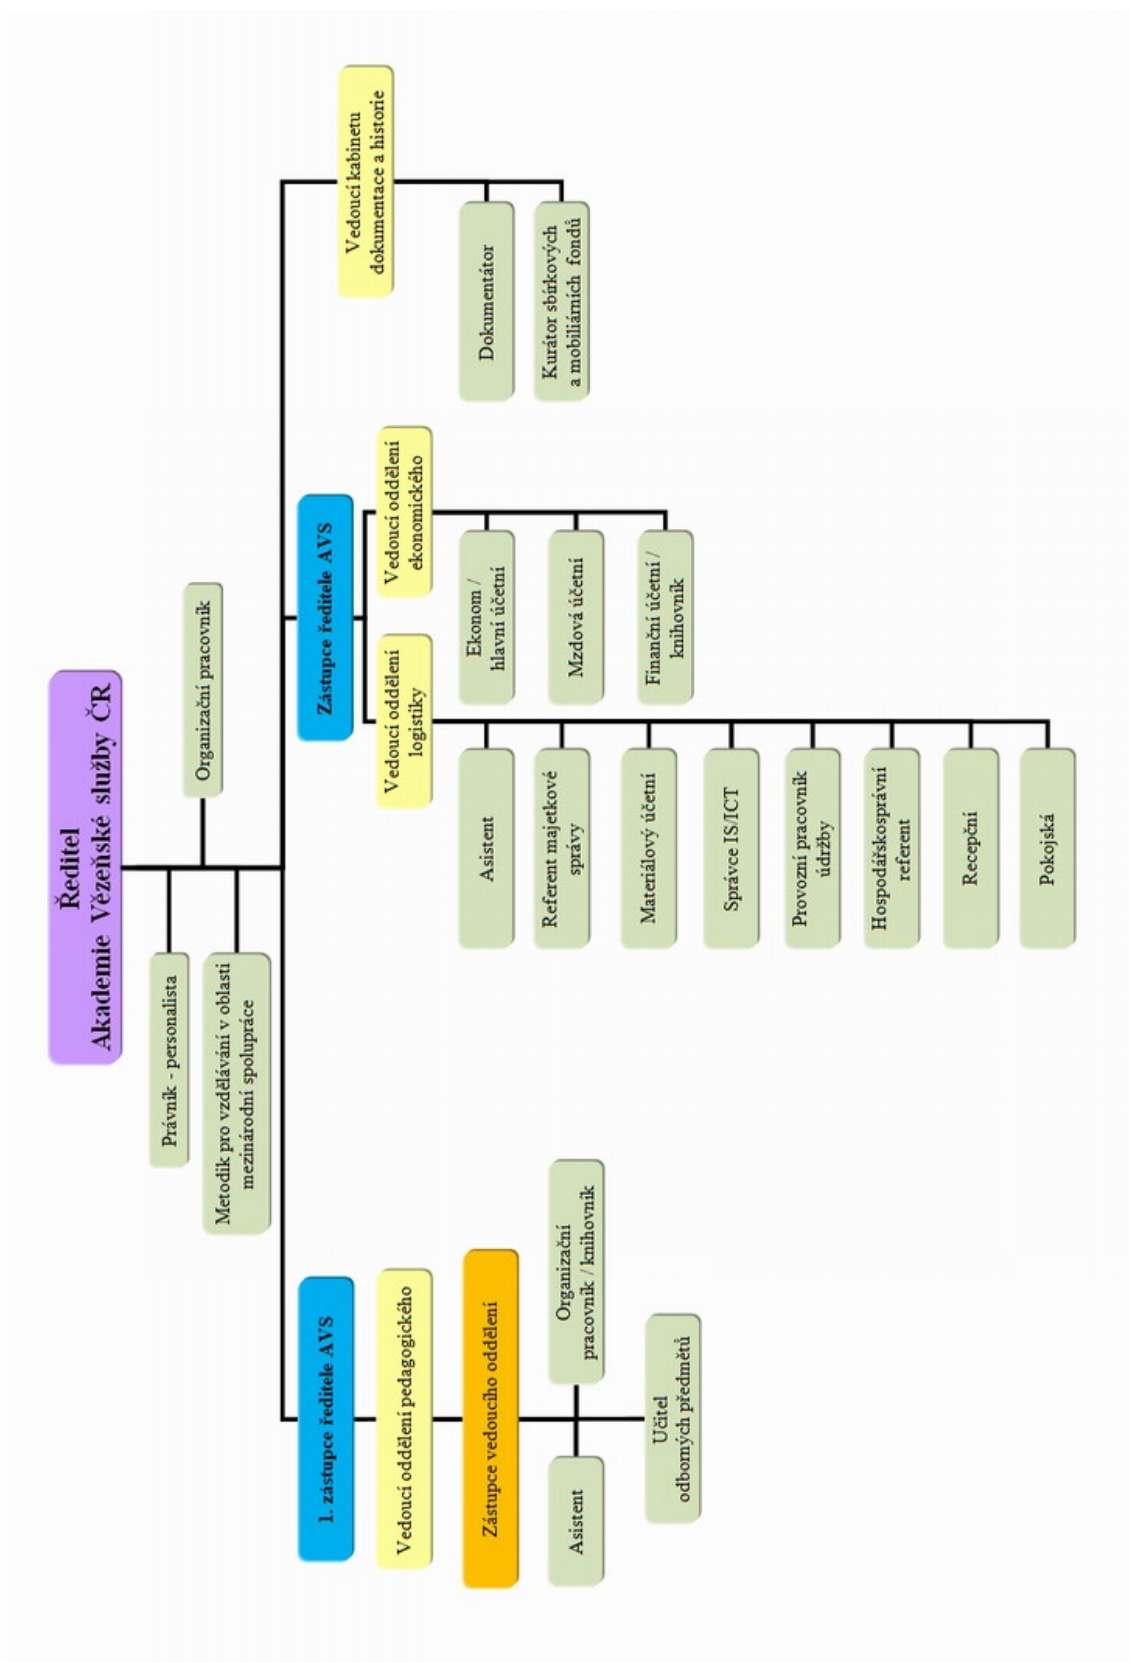 Ředitel
Akademie Vězeňské služby ČR
Právník - personalista
Organizační pracovník
Metodik pro vzdělávání v oblasti
mezinárodní spolupráce
1. zástupce ředitele AVS
Vedoucí oddělení pedagogického
Zástupce vedoucího oddělení
Asistent
Organizační
pracovník / knihovník
Učitel
odborných předmětů
Zástupce ředitele AVS
Vedoucí oddělení
logistiky
Asistent
Referent majetkové
správy
Materiálový účetní
Správce IS/ICT
Provozní pracovník
údržby
Hospodářskosprávní
referent
Recepční
Pokojská
Vedoucí oddělení
ekonomického
Ekonom /
hlavní účetní
Mzdová účetní
Finanční účetní /
knihovník
Vedoucí kabinetu
dokumentace a historie
Dokumentátor
Kurátor sbírkových
a mobiliárních fondů